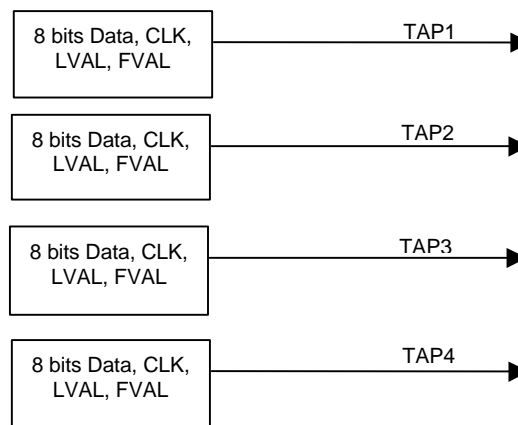 8 bits Data, CLK,
LVAL, FVAL
TAP1
8 bits Data, CLK,
LVAL, FVAL
TAP2
8 bits Data, CLK,
LVAL, FVAL
TAP3
8 bits Data, CLK,
LVAL, FVAL
TAP4